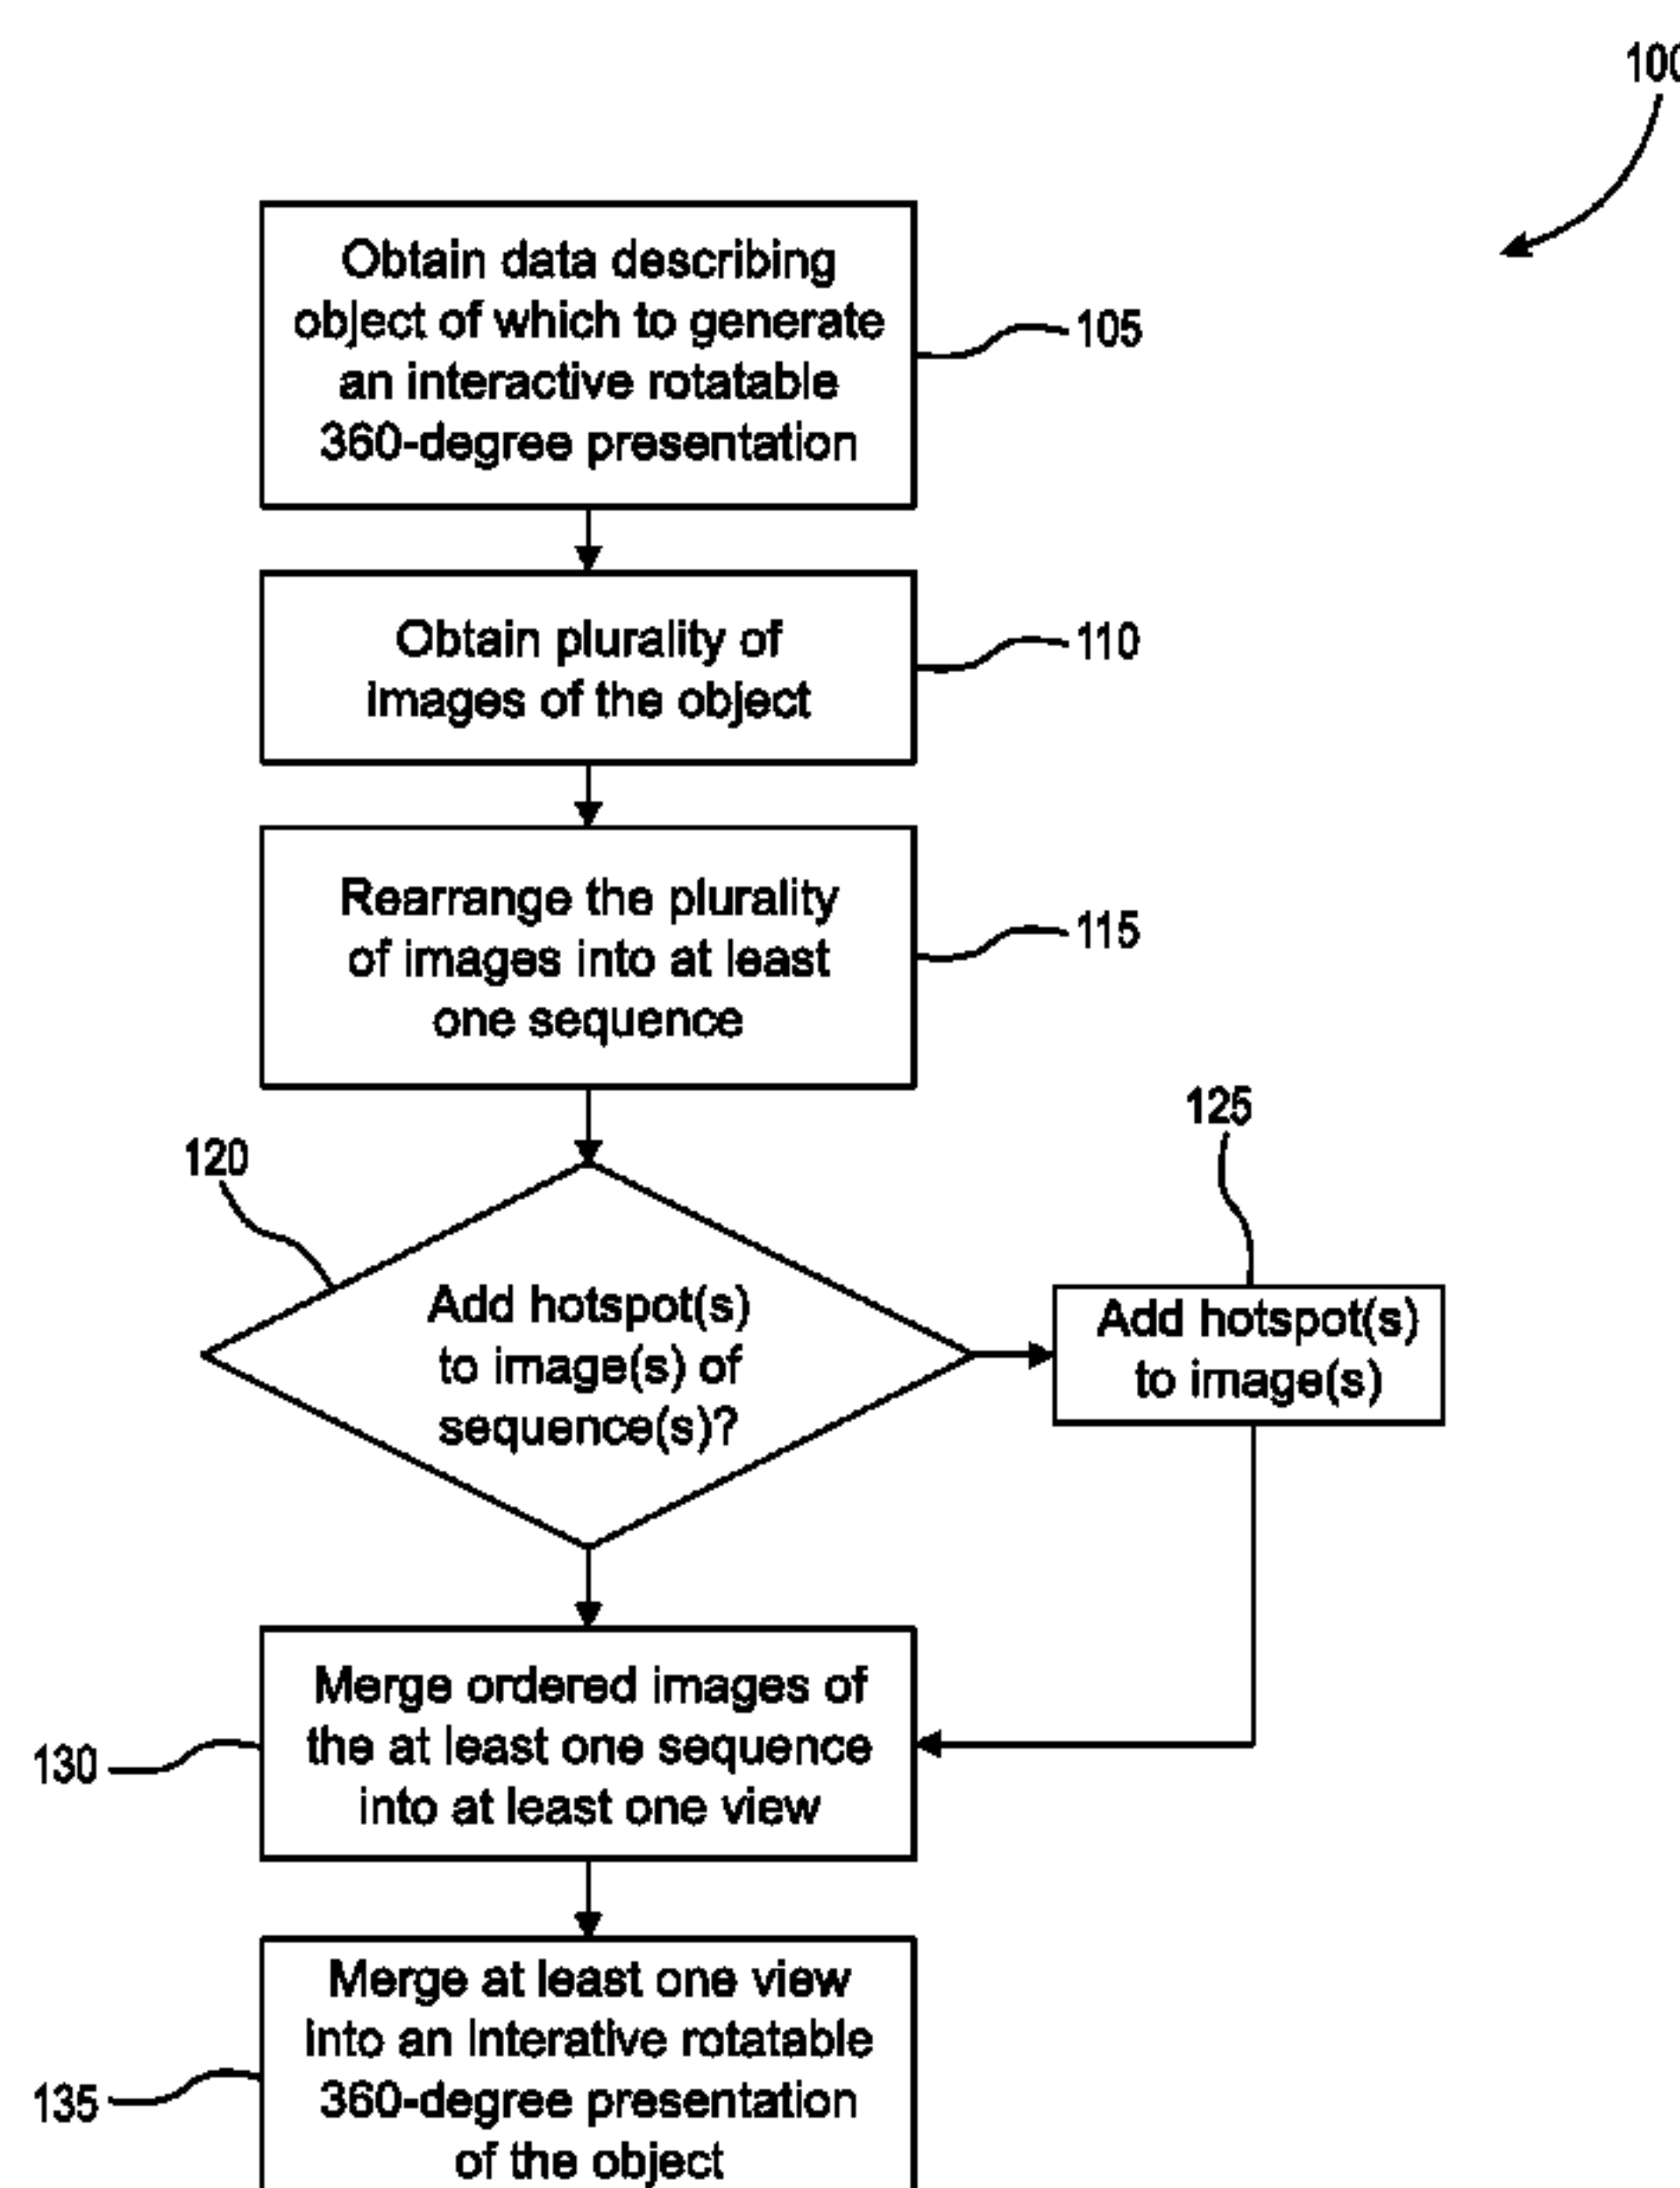 100
Obtain data describing
object of which to generate
an interactive rotatable
360-degree presentation
105
Obtain plurality of
images of the object
110
Rearrange the plurality
of images into at least
one sequence
115
120
Add hotspot(s)
to image(s) of
sequence(s)?
125
Add hotspot(s)
to image(s)
Merge ordered images of
the at least one sequence
into at least one view
130
Merge at least one view
into an interative rotatable
360-degree presentation
of the object
135